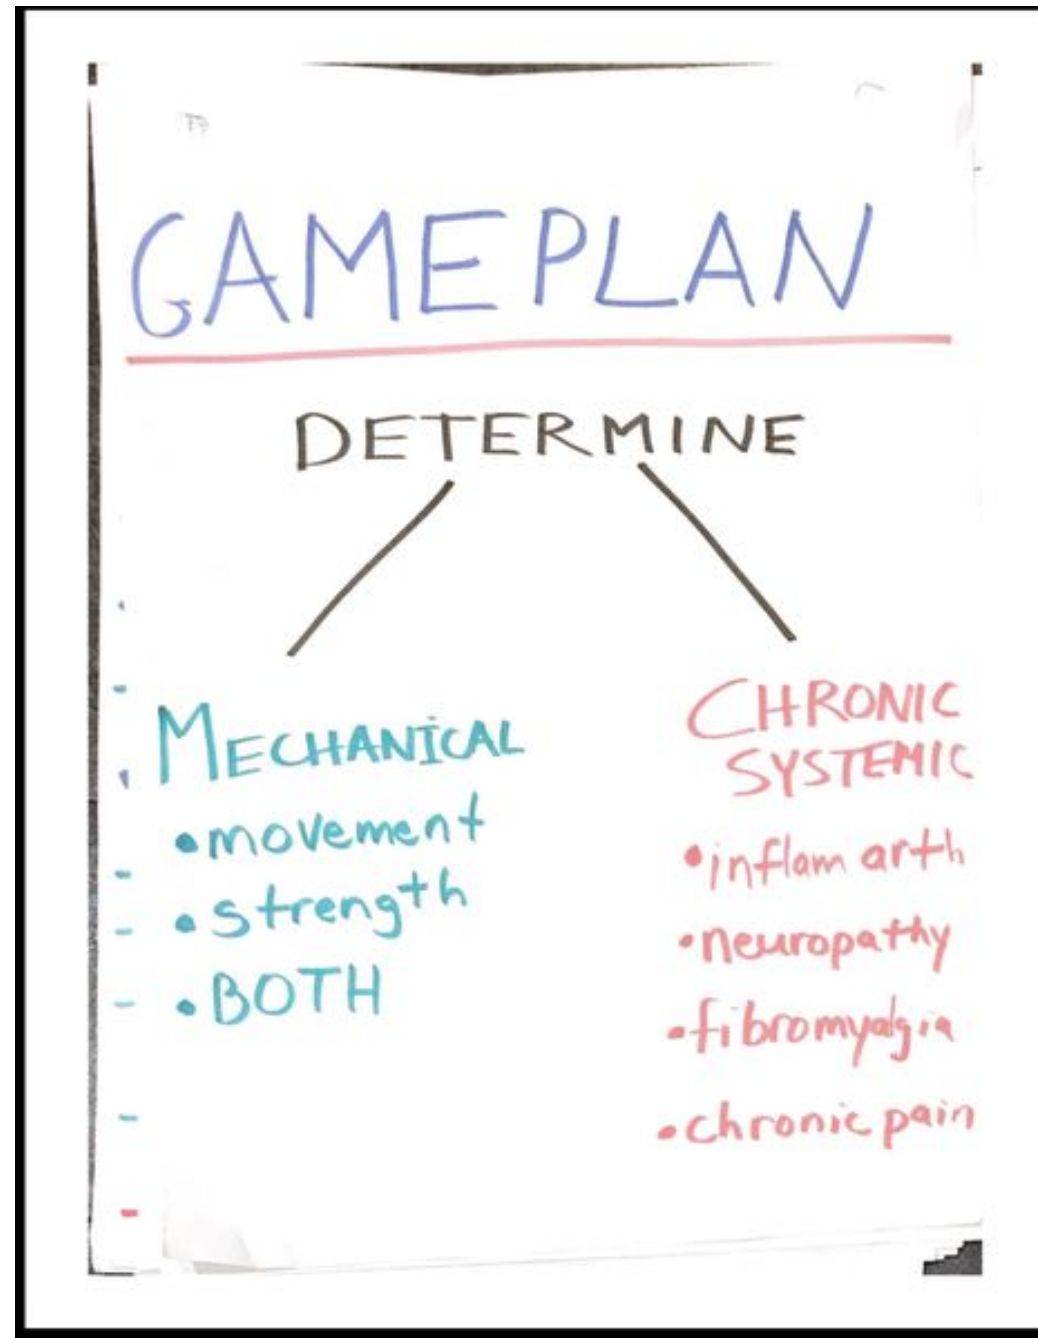 GAMEPLAN
DETERMINE
MECHANICAL
• movement
• strength
• BOTH
CHRONIC
SYSTEMIC
• inflam arth
• neuropathy
• fibromyalgia
• chronic pain